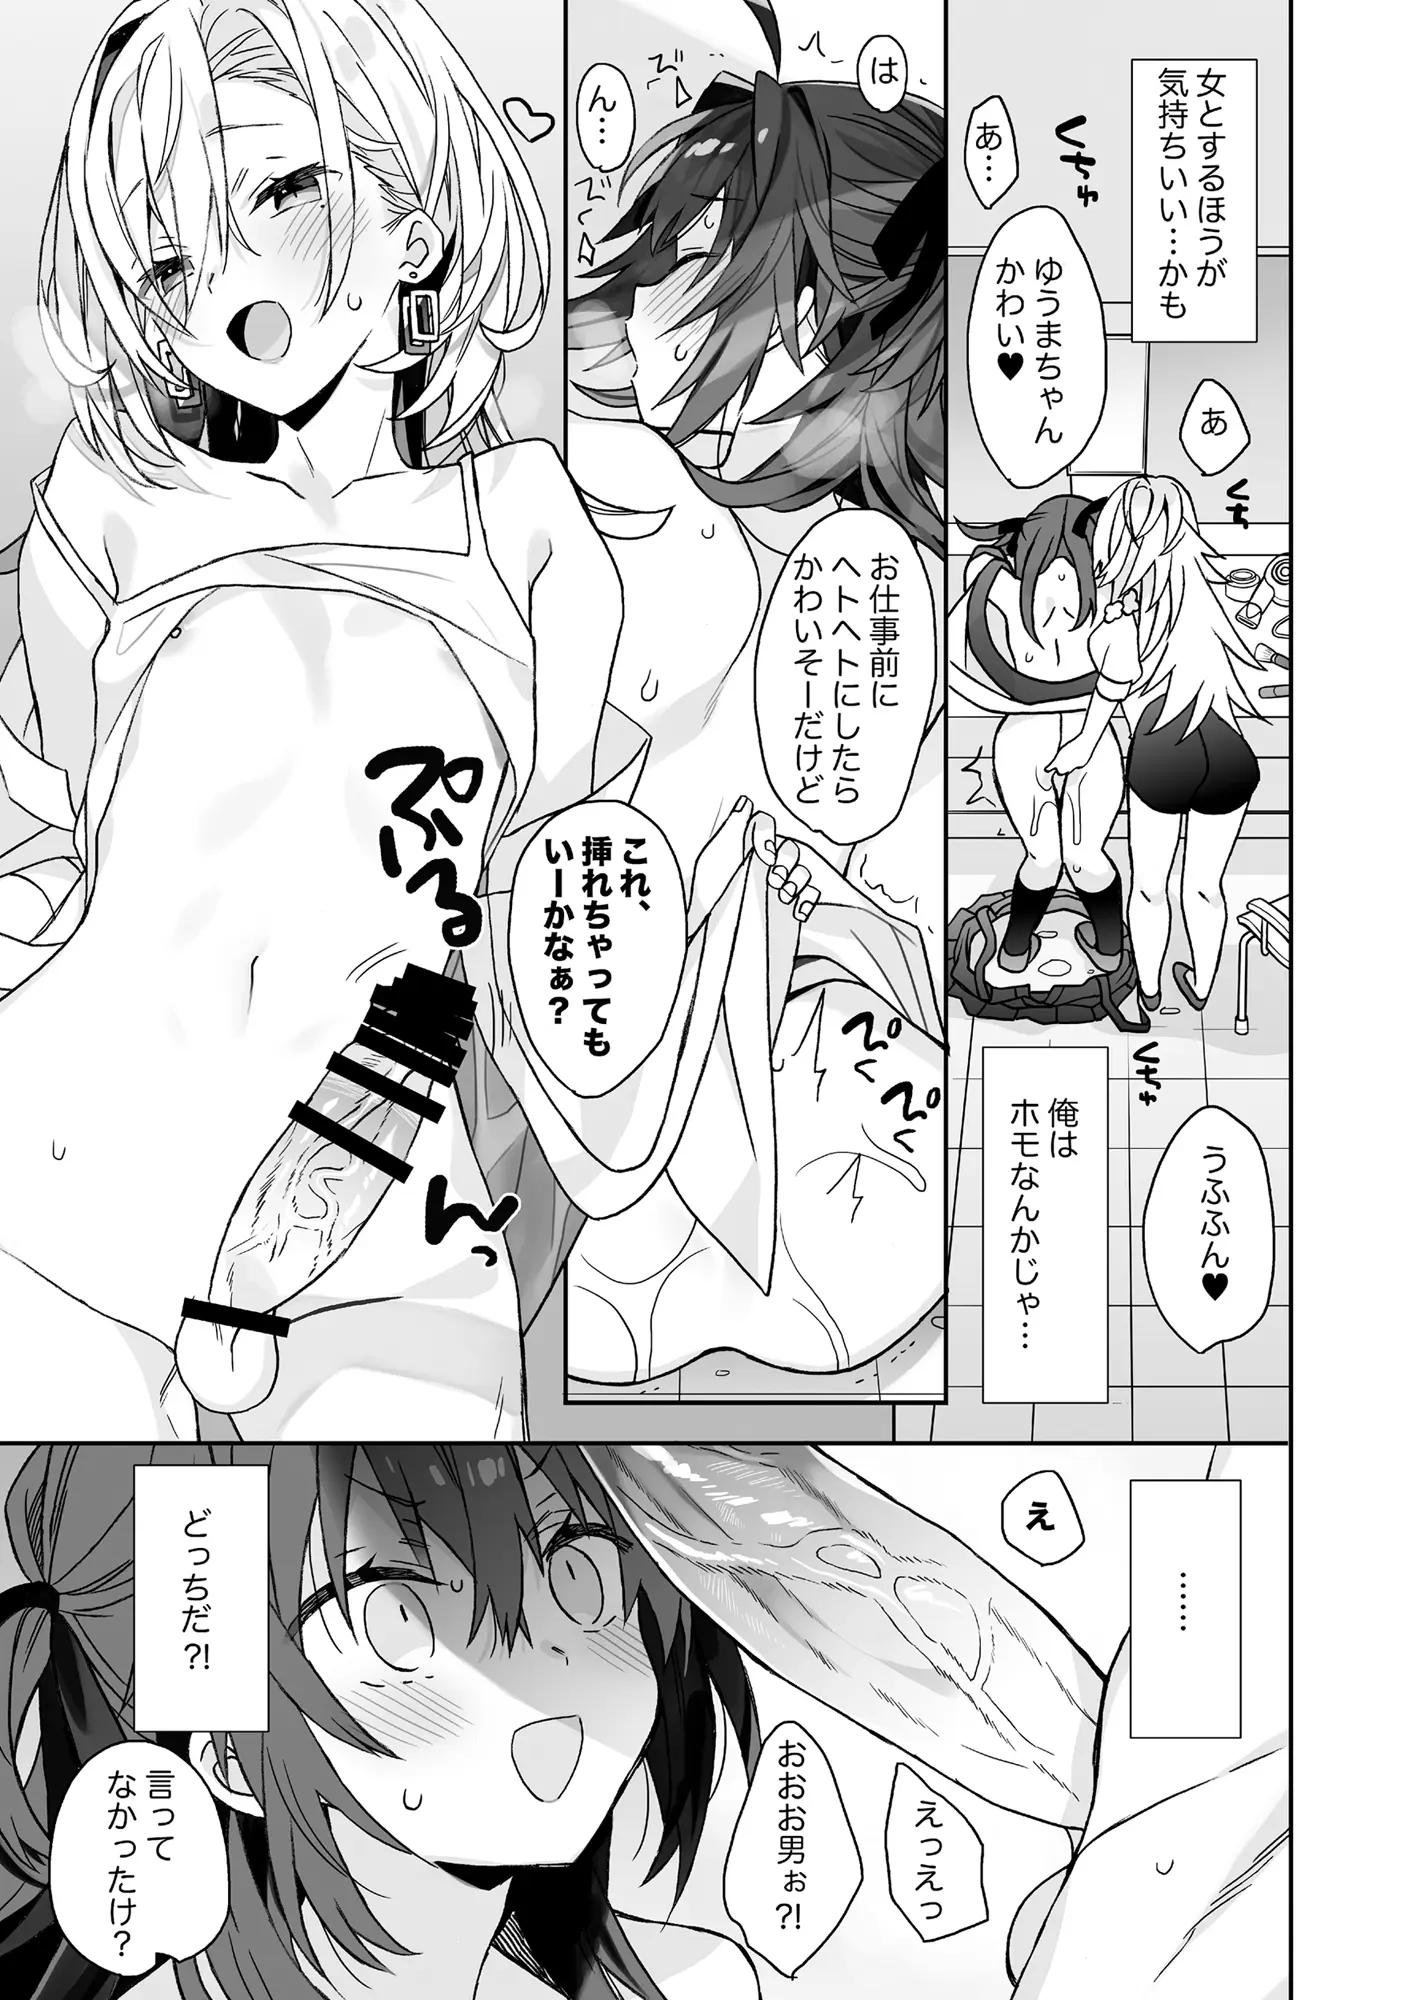 女とするほうが
気持ちいい…かも
くちゅ
あ…
ゆうまちゃん
かわい♥
あ
くち
くちゅ
うふふん♥
俺は
ホモなんかじゃ…
は
ビ
ん…
ビク
お仕事前に
ヘトヘトにしたら
かわいそーだけど
ぴく
ぴく
これ、
挿れちゃっても
いーかなぁ?
ぷる
んっ
……
え
えっえっ
おおお男ぉ?!
どっちだ?!
言って
なかったけ?